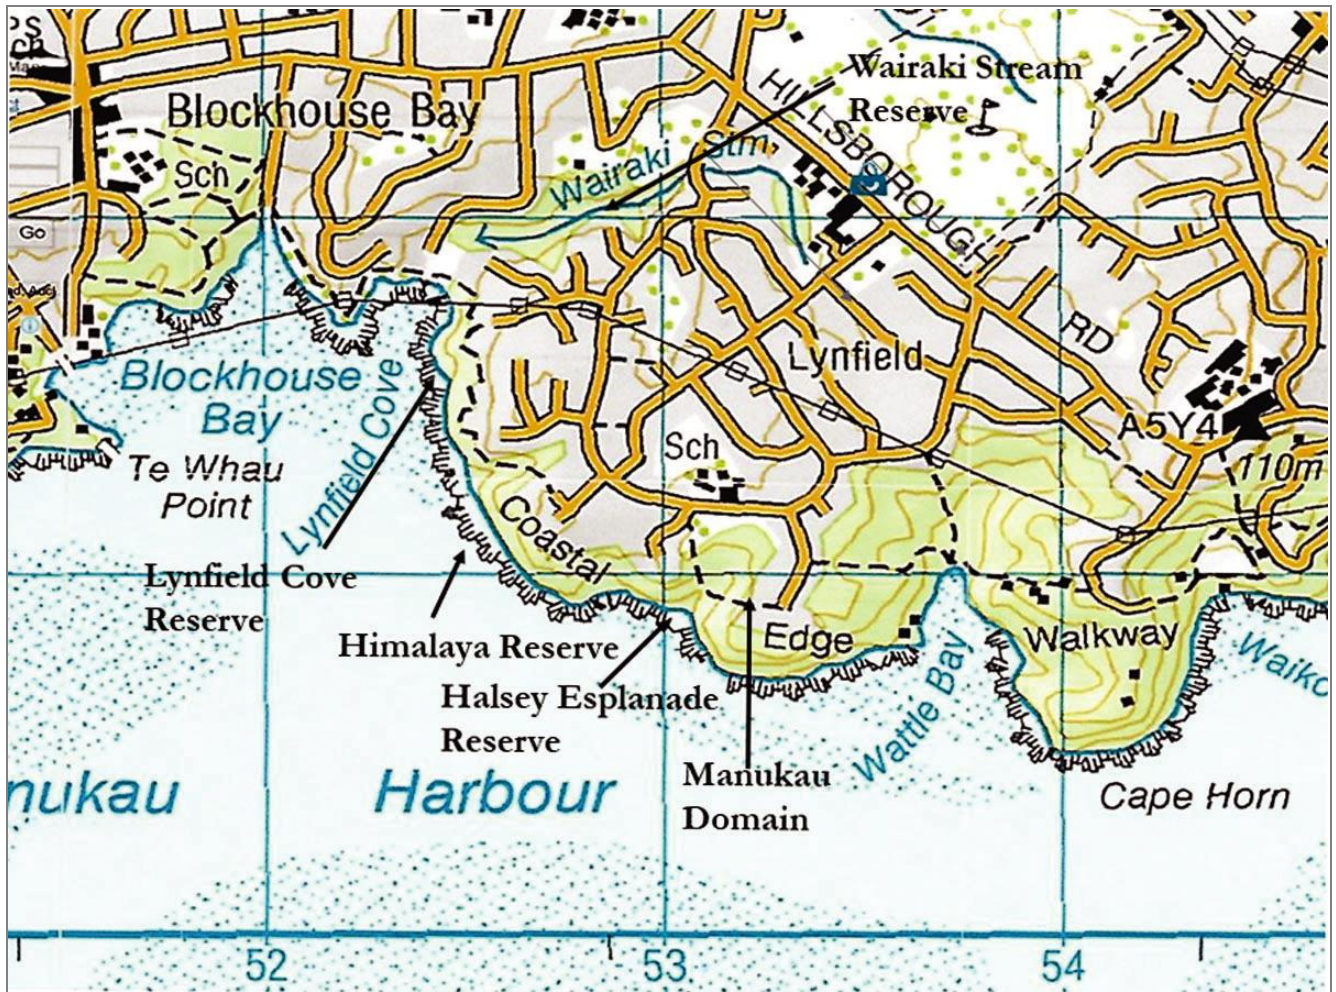 Wairaki Stream
Reserve
Blockhouse Bay
HILLSBOROUGH
RD
Wairaki Stm
Sch
Go
Lynfield
Blockhouse
Bay
Lynfield Cove
A5Y4
Sch
110m
Te Whau
Point
Coastal
Edge
Walkway
Lynfield Cove
Reserve
Himalaya Reserve
Halsey Esplanade
Reserve
Wattle Bay
Manukau
Domain
nukau
Harbour
Cape Horn
52
53
54